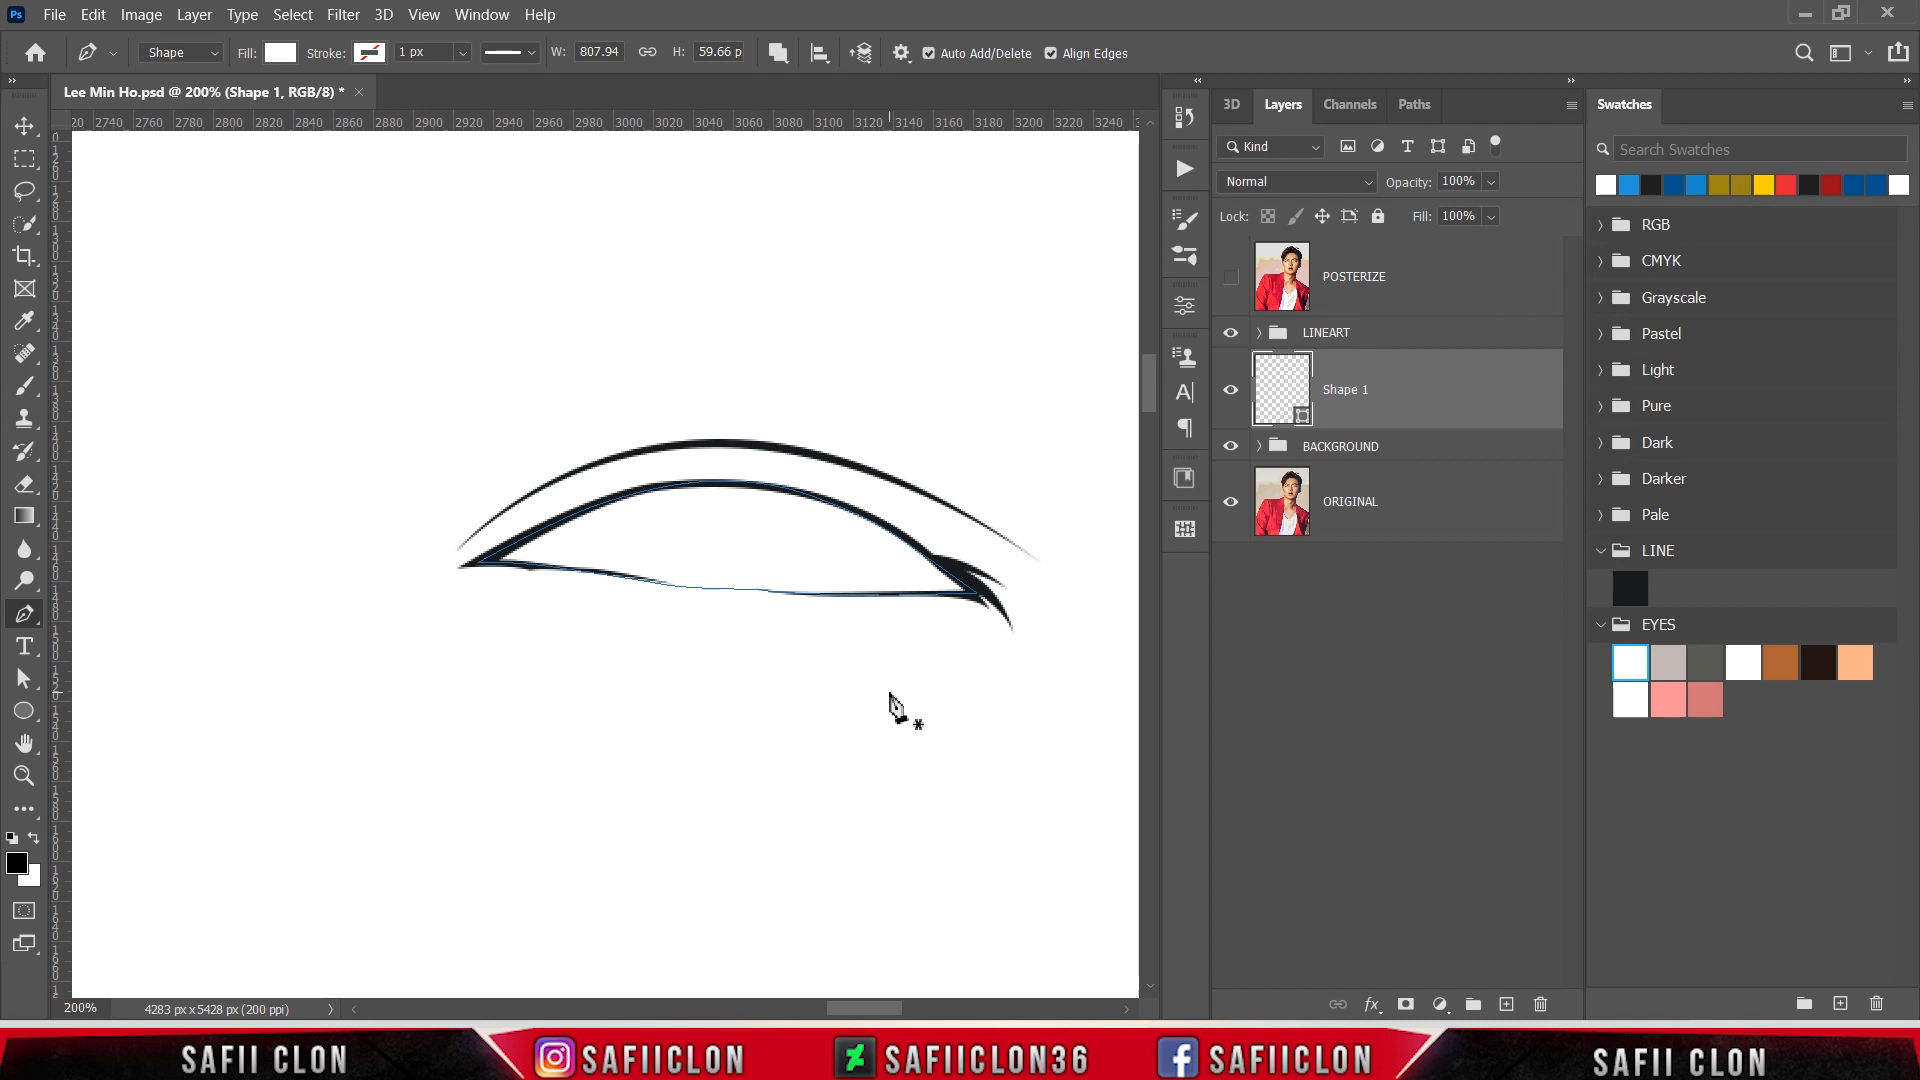 Ps File Edit Image Layer Type Select Filter 3D View Window Help
Shape Fill: Stroke: 1 px W: 807.94 H: 59.66 p Auto Add/Delete Align Edges
Lee Min Ho.psd @ 200% (Shape 1, RGB/8) * ×
3D Layers Channels Paths
Swatches
20 2740 2760 2780 2800 2820 2840 2860 2880 2900 2920 2940 2960 2980 3000 3020 3040 3060 3080 3100 3120 3140 3160 3180 3200 3220 3240
Kind
Search Swatches
Normal Opacity: 100%
Lock: Fill: 100%
RGB
CMYK
POSTERIZE
Grayscale
LINEART
Pastel
Light
Shape 1
Pure
BACKGROUND
Dark
Darker
ORIGINAL
Pale
LINE
EYES
200% 4283 px x 5428 px (200 ppi)
fx
SAFII CLON SAFIICLON SAFIICLON36 SAFIICLON SAFII CLON